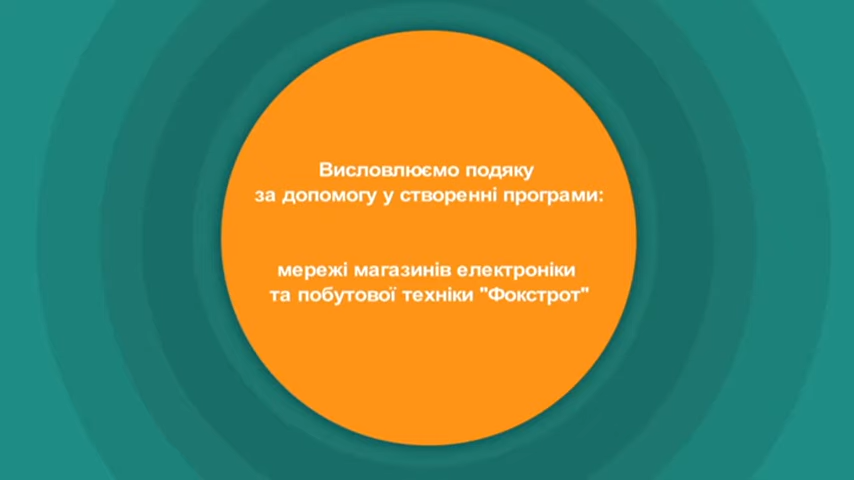 Висловлюємо подяку
за допомогу у створенні програми:
мережі магазинів електроніки
та побутової техніки "Фокстрот"